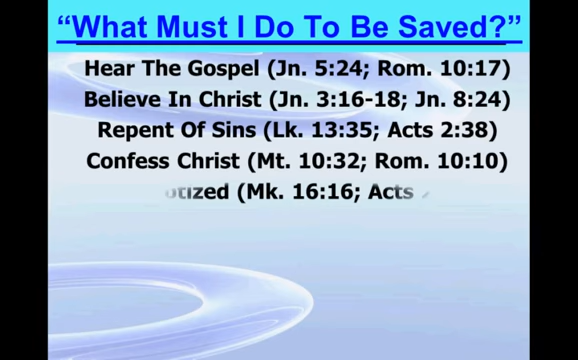 “What Must I Do To Be Saved?”
Hear The Gospel (Jn. 5:24; Rom. 10:17)
Believe In Christ (Jn. 3:16-18; Jn. 8:24)
Repent Of Sins (Lk. 13:35; Acts 2:38)
Confess Christ (Mt. 10:32; Rom. 10:10)
(Mk. 16:16; Acts